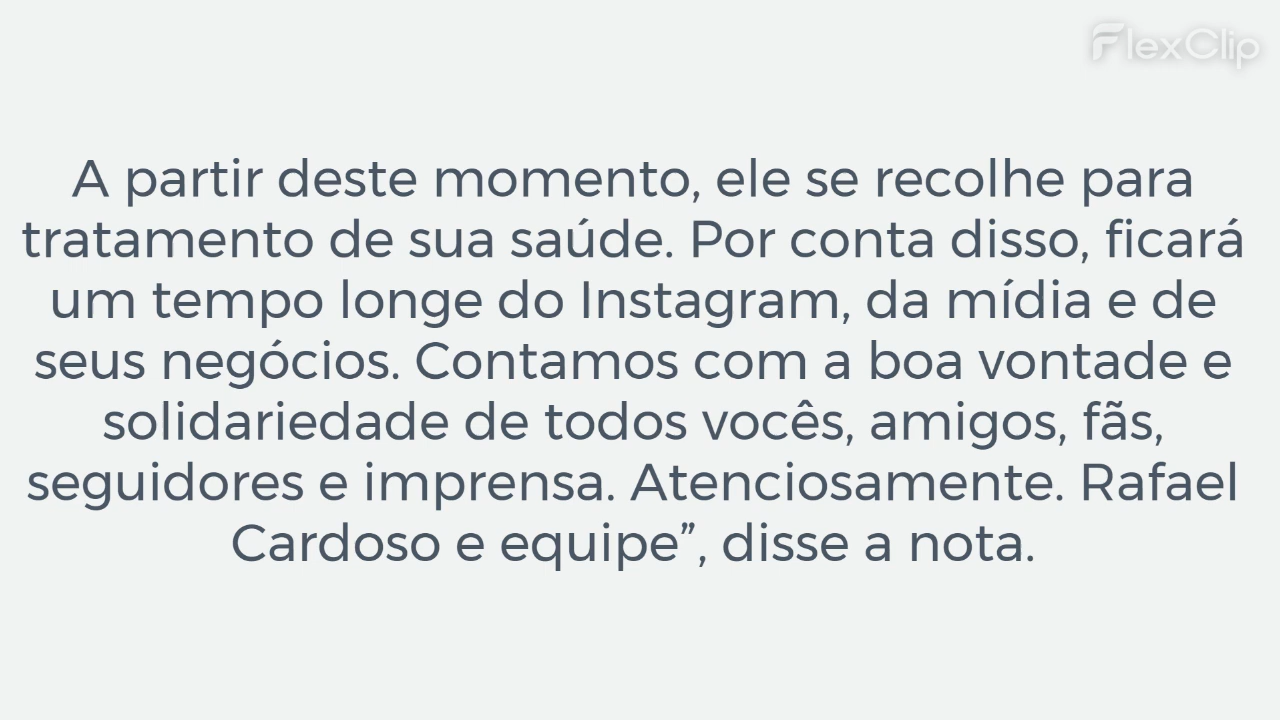 FlexClip
A partir deste momento, ele se recolhe para
tratamento de sua saúde. Por conta disso, ficará
um tempo longe do Instagram, da mídia e de
seus negócios. Contamos com a boa vontade e
solidariedade de todos vocês, amigos, fãs,
seguidores e imprensa. Atenciosamente. Rafael
Cardoso e equipe”, disse a nota.